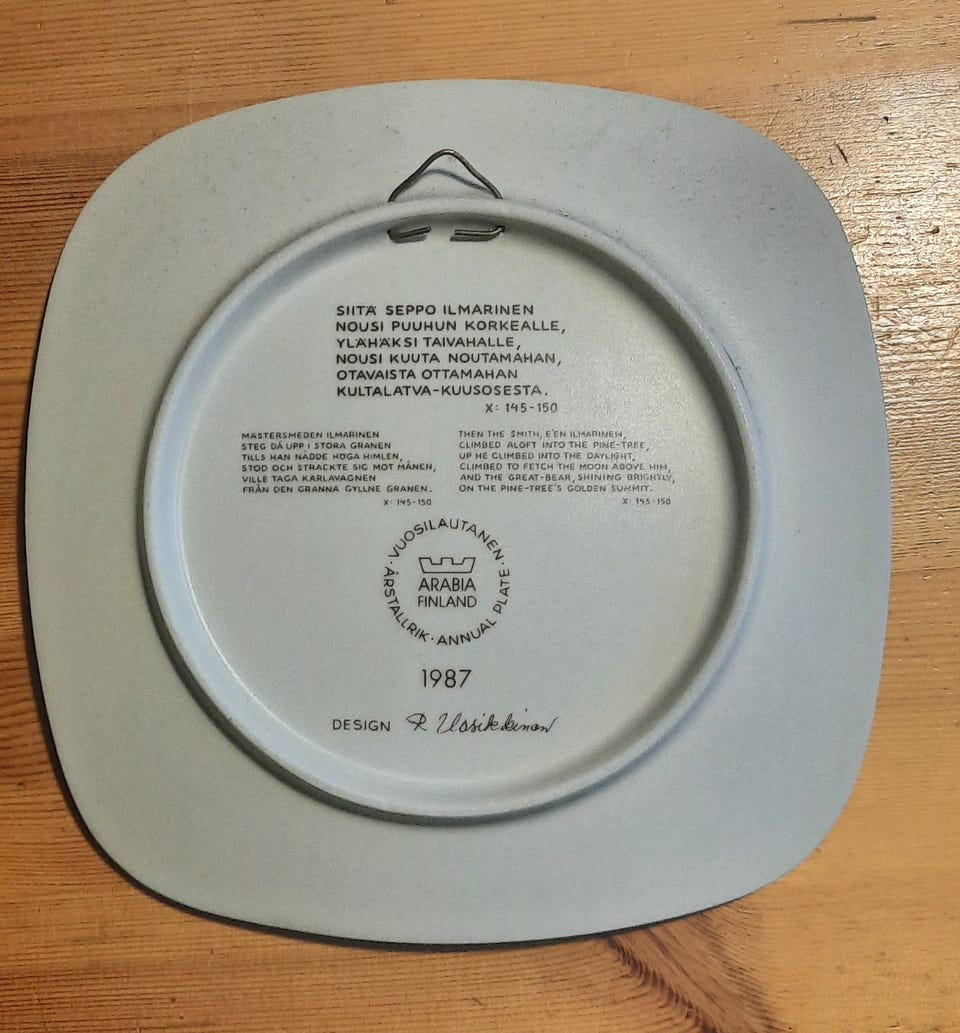 SIITÄ SEPPO ILMARINEN
NOUSI PUUHUN KORKEALLE,
YLÄHÄKSI TAIVAHALLE,
NOUSI KUUTA NOUTAMAHAN,
OTAVAISTA OTTAMAHAN
KULTALATVA-KUUSOSESTA.
X: 145-150
MÄSTERSMEDEN ILMARINEN
STEG DÅ UPP I STORA GRANEN
TILLS HAN NÅDDE HÖGA HIMLEN,
STOD OCH STRÄCKTE SIG MOT MÅNEN,
VILLE TAGA KARLAVAGNEN
FRÅN DEN GRANNA GYLLNE GRANEN.
X: 145-150
THEN THE SMITH, E'EN ILMARINEN,
CLIMBED ALOFT INTO THE PINE-TREE,
UP HE CLIMBED INTO THE DAYLIGHT,
CLIMBED TO FETCH THE MOON ABOVE HIM,
AND THE GREAT-BEAR, SHINING BRIGHTLY,
ON THE PINE-TREE'S GOLDEN SUMMIT.
X: 145-150
· VUOSILAUTANEN · ANNUAL PLATE · ÅRSTALLRIK
ARABIA
FINLAND
1987
DESIGN R Uosikkinen